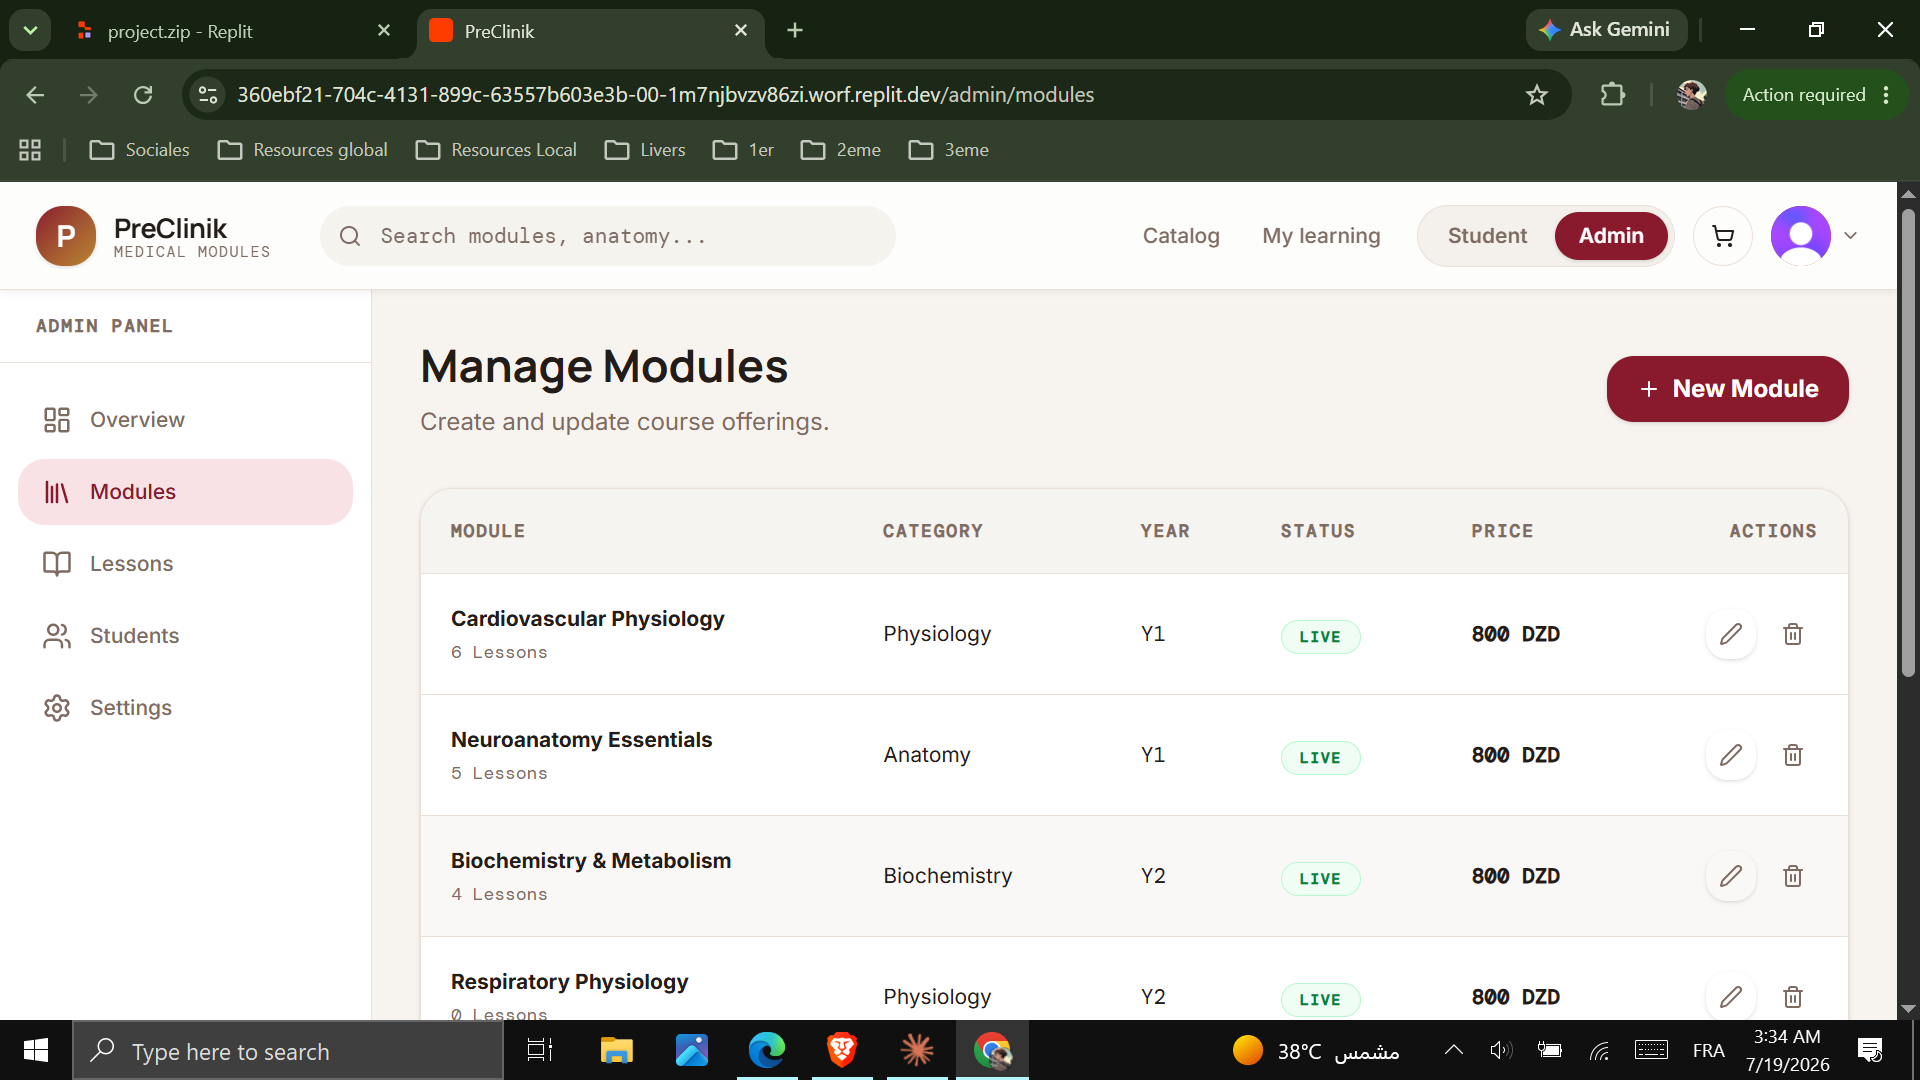 project.zip - Replit
PreClinik
Ask Gemini
360ebf21-704c-4131-899c-63557b603e3b-00-1m7njbvzv86zi.worf.replit.dev/admin/modules
Action required
Sociales
Resources global
Resources Local
Livers
1er
2eme
3eme
P
PreClinik
MEDICAL MODULES
Search modules, anatomy...
Catalog
My learning
Student
Admin
ADMIN PANEL
Overview
Modules
Lessons
Students
Settings
Manage Modules
Create and update course offerings.
+ New Module
MODULE CATEGORY YEAR STATUS PRICE ACTIONS
Cardiovascular Physiology
6 Lessons
Physiology Y1 LIVE 800 DZD
Neuroanatomy Essentials
5 Lessons
Anatomy Y1 LIVE 800 DZD
Biochemistry & Metabolism
4 Lessons
Biochemistry Y2 LIVE 800 DZD
Respiratory Physiology
0 Lessons
Physiology Y2 LIVE 800 DZD
Type here to search
38°C مشمس
FRA
3:34 AM
7/19/2026